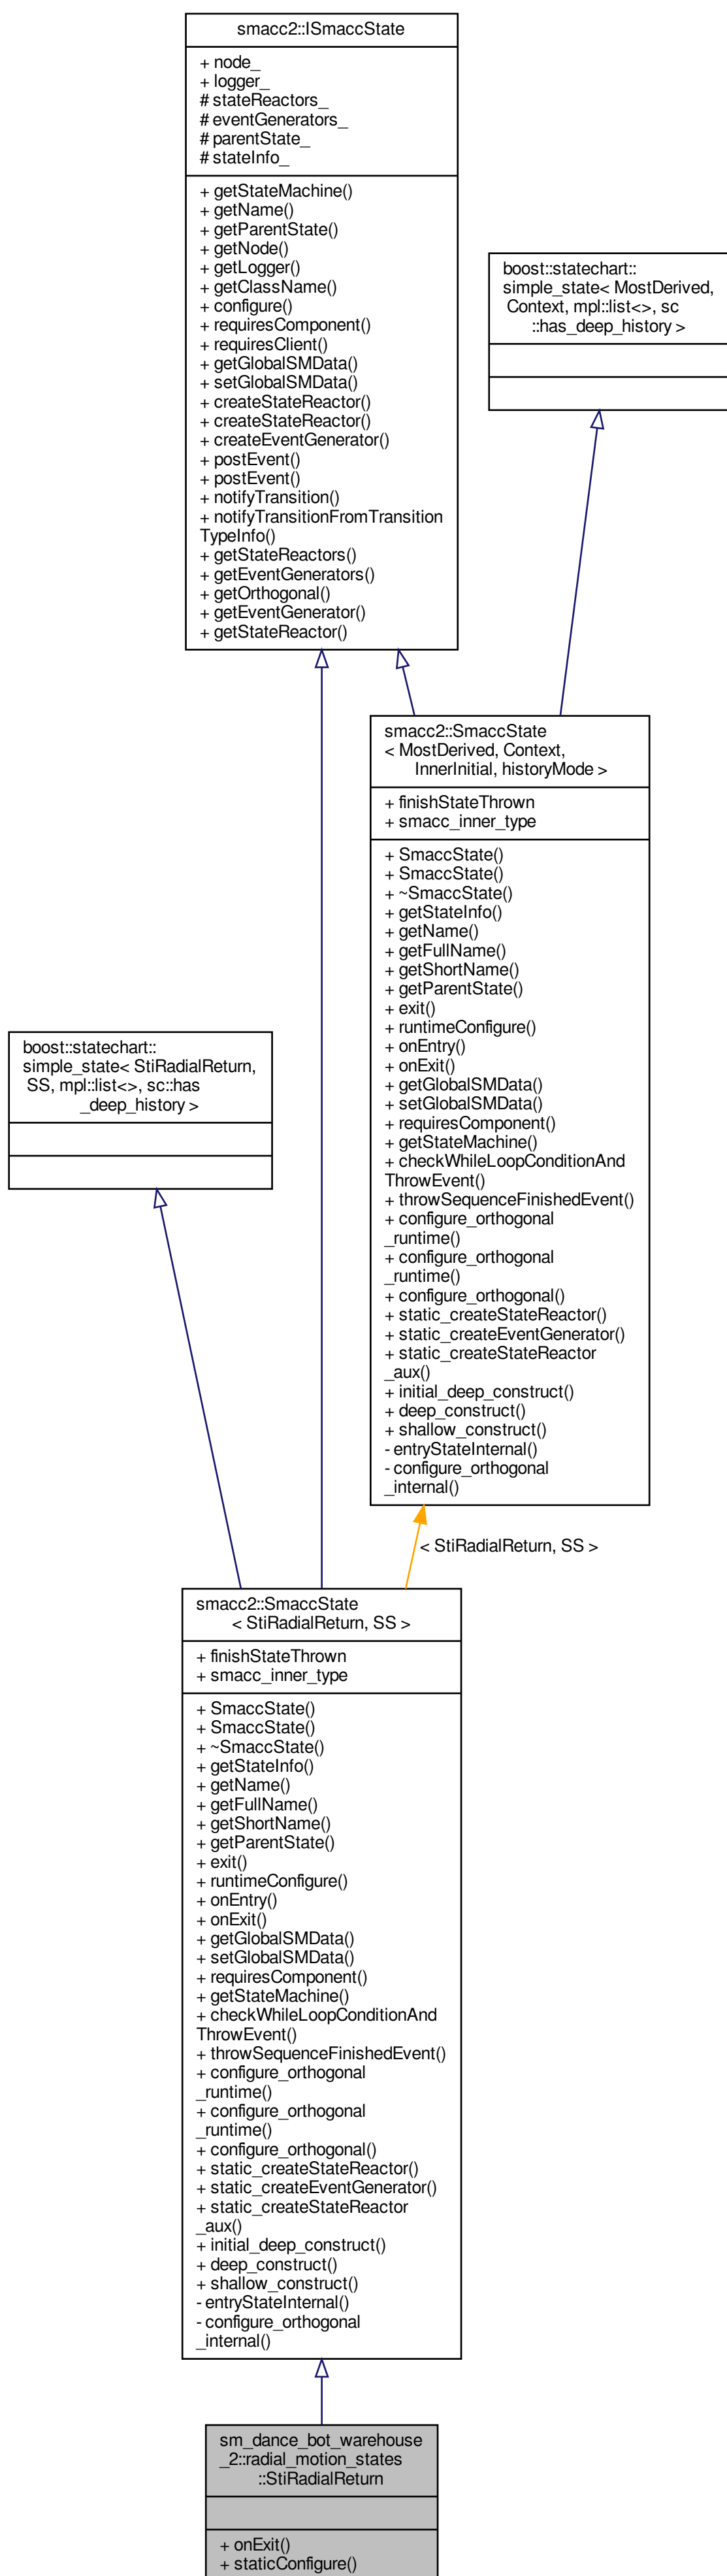 smacc2::ISmaccState
+ node_
+ logger_
# stateReactors_
# eventGenerators_
# parentState_
# stateInfo_
+ getStateMachine()
+ getName()
+ getParentState()
+ getNode()
+ getLogger()
+ getClassName()
+ configure()
+ requiresComponent()
+ requiresClient()
+ getGlobalSMData()
+ setGlobalSMData()
+ createStateReactor()
+ createStateReactor()
+ createEventGenerator()
+ postEvent()
+ postEvent()
+ notifyTransition()
+ notifyTransitionFromTransition
TypeInfo()
+ getStateReactors()
+ getEventGenerators()
+ getOrthogonal()
+ getEventGenerator()
+ getStateReactor()
boost::statechart::
simple_state< MostDerived,
Context, mpl::list<>, sc
::has_deep_history >
smacc2::SmaccState
< MostDerived, Context,
InnerInitial, historyMode >
+ finishStateThrown
+ smacc_inner_type
+ SmaccState()
+ SmaccState()
+ ~SmaccState()
+ getStateInfo()
+ getName()
+ getFullName()
+ getShortName()
+ getParentState()
+ exit()
+ runtimeConfigure()
+ onEntry()
+ onExit()
+ getGlobalSMData()
+ setGlobalSMData()
+ requiresComponent()
+ getStateMachine()
+ checkWhileLoopConditionAnd
ThrowEvent()
+ throwSequenceFinishedEvent()
+ configure_orthogonal
_runtime()
+ configure_orthogonal
_runtime()
+ configure_orthogonal()
+ static_createStateReactor()
+ static_createEventGenerator()
+ static_createStateReactor
_aux()
+ initial_deep_construct()
+ deep_construct()
+ shallow_construct()
- entryStateInternal()
- configure_orthogonal
_internal()
boost::statechart::
simple_state< StiRadialReturn,
SS, mpl::list<>, sc::has
_deep_history >
< StiRadialReturn, SS >
smacc2::SmaccState
< StiRadialReturn, SS >
+ finishStateThrown
+ smacc_inner_type
+ SmaccState()
+ SmaccState()
+ ~SmaccState()
+ getStateInfo()
+ getName()
+ getFullName()
+ getShortName()
+ getParentState()
+ exit()
+ runtimeConfigure()
+ onEntry()
+ onExit()
+ getGlobalSMData()
+ setGlobalSMData()
+ requiresComponent()
+ getStateMachine()
+ checkWhileLoopConditionAnd
ThrowEvent()
+ throwSequenceFinishedEvent()
+ configure_orthogonal
_runtime()
+ configure_orthogonal
_runtime()
+ configure_orthogonal()
+ static_createStateReactor()
+ static_createEventGenerator()
+ static_createStateReactor
_aux()
+ initial_deep_construct()
+ deep_construct()
+ shallow_construct()
- entryStateInternal()
- configure_orthogonal
_internal()
sm_dance_bot_warehouse
_2::radial_motion_states
::StiRadialReturn
+ onExit()
+ staticConfigure()